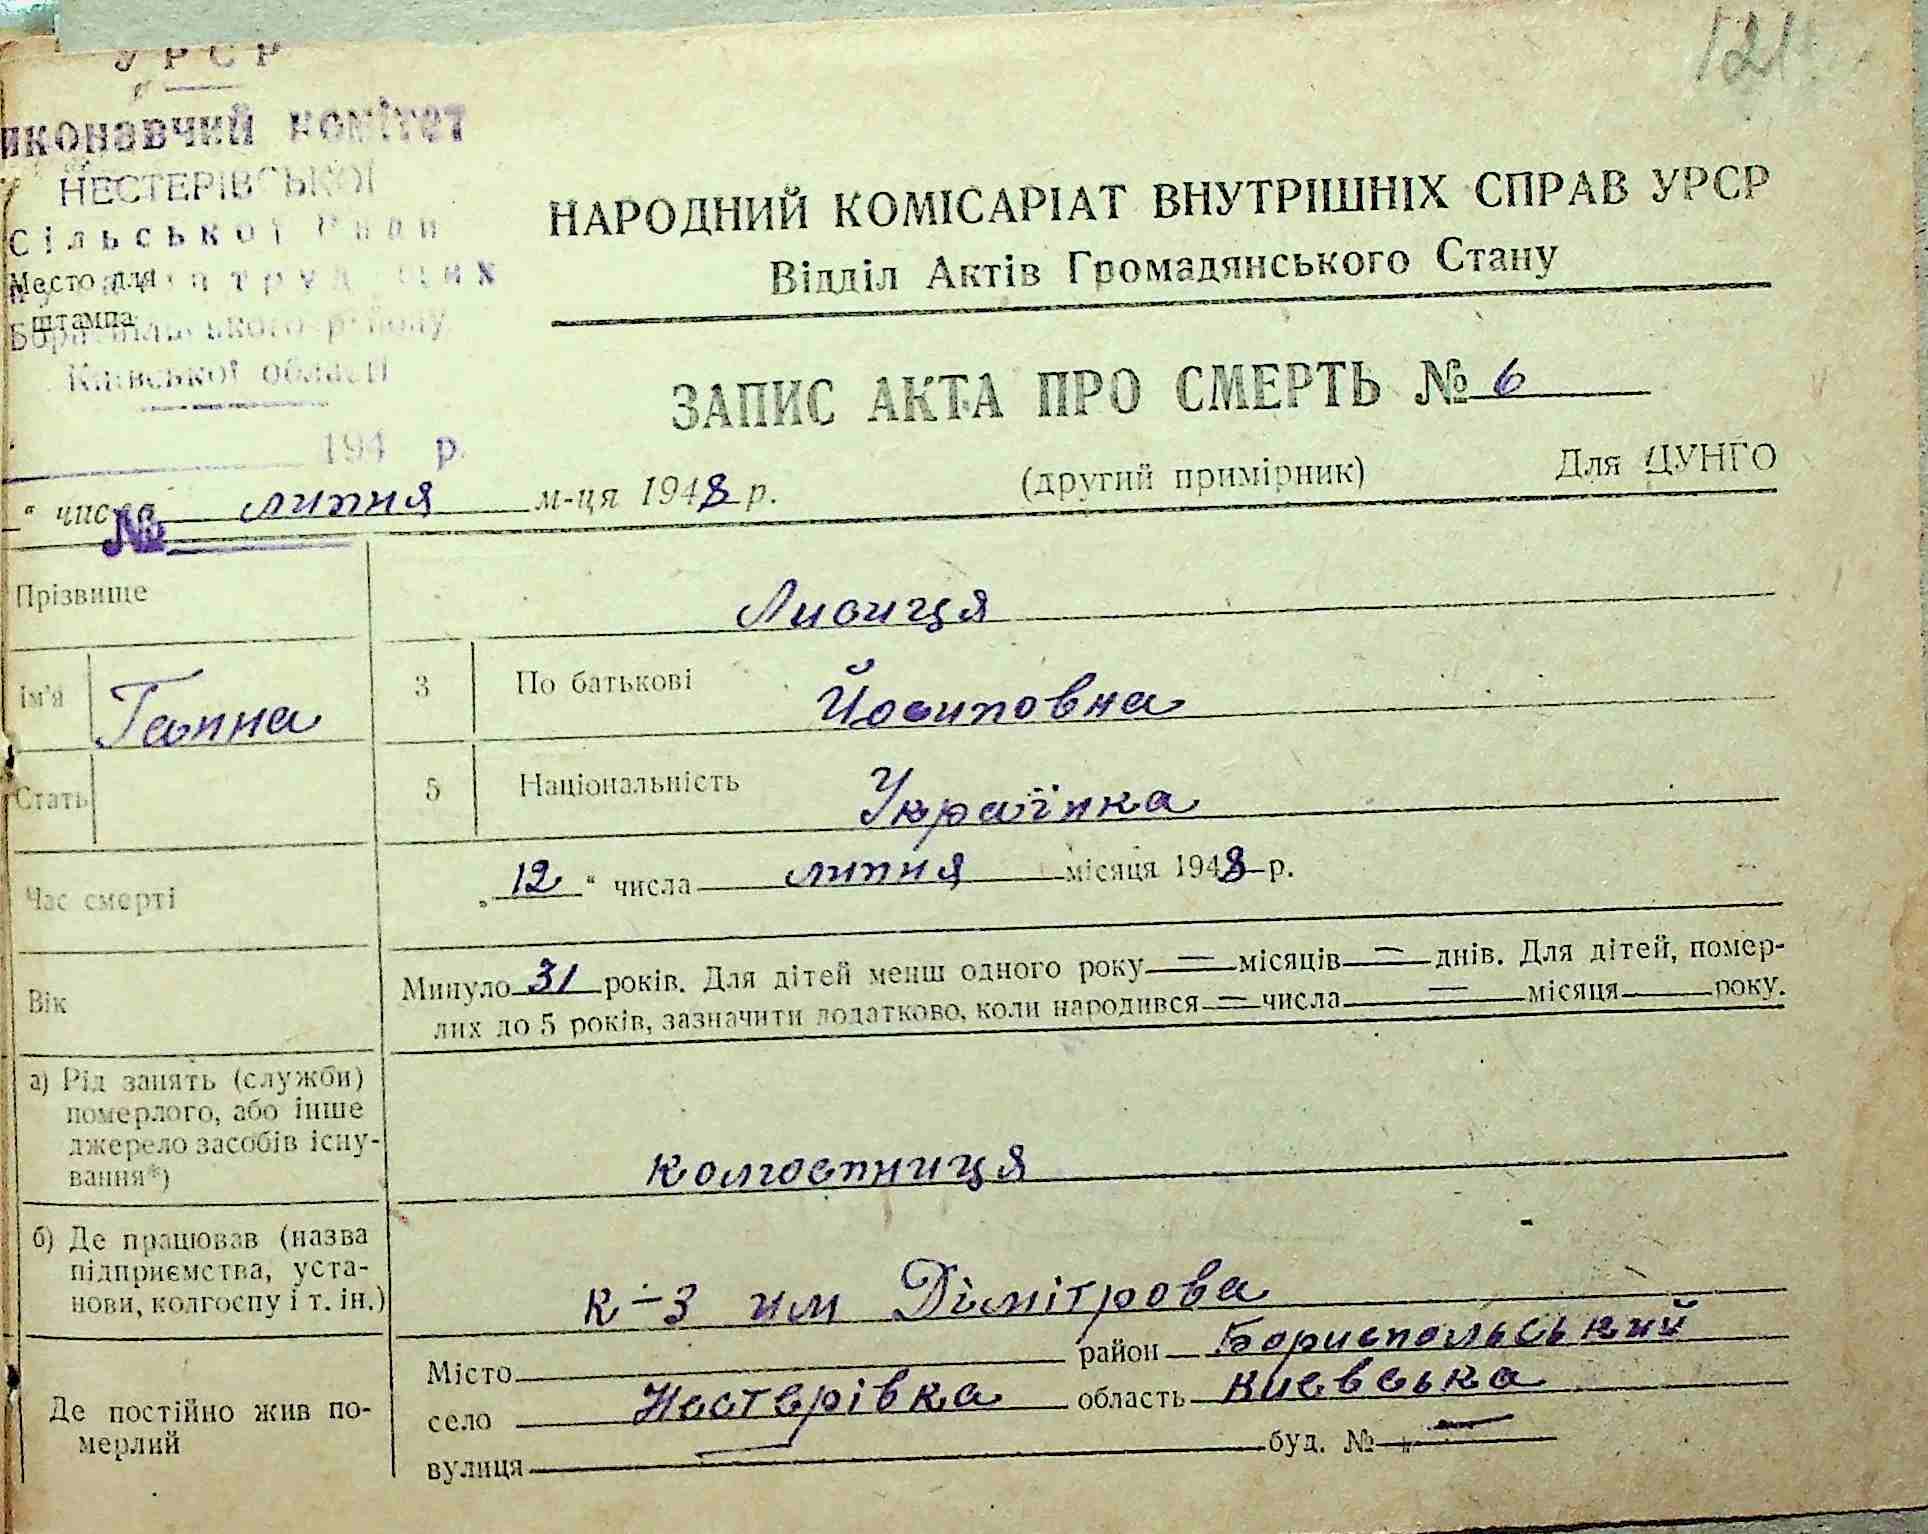 УРСР
иконавчий комітет
НЕСТЕРІВСЬКОЇ
Сільської Ради
Место для
штампа
Київської області
194 р.
№
121
НАРОДНИЙ КОМІСАРІАТ ВНУТРІШНІХ СПРАВ УРСР
Відділ Актів Громадянського Стану
ЗАПИС АКТА ПРО СМЕРТЬ № 6
(другий примірник) Для ЦУНГО
" числа липня м-ця 1948 р.
Прізвище Лисиця
Ім'я Ганна 3 По батькові Йосиповна
Стать 5 Національність Українка
Час смерті „12" числа липня місяця 1948 р.
Вік Минуло 31 років. Для дітей менш одного року — місяців — днів. Для дітей, помер-
лих до 5 років, зазначити додатково, коли народився — числа — місяця року.
а) Рід занять (служби)
померлого, або інше
джерело засобів існу-
вання*)
колгоспниця
б) Де працював (назва
підприємства, уста-
нови, колгоспу і т. ін.)
к-з им Дімітрова
Де постійно жив по-
мерлий
Місто район Бориспольський
село Нестерівка область Киевська
вулиця — буд. № —